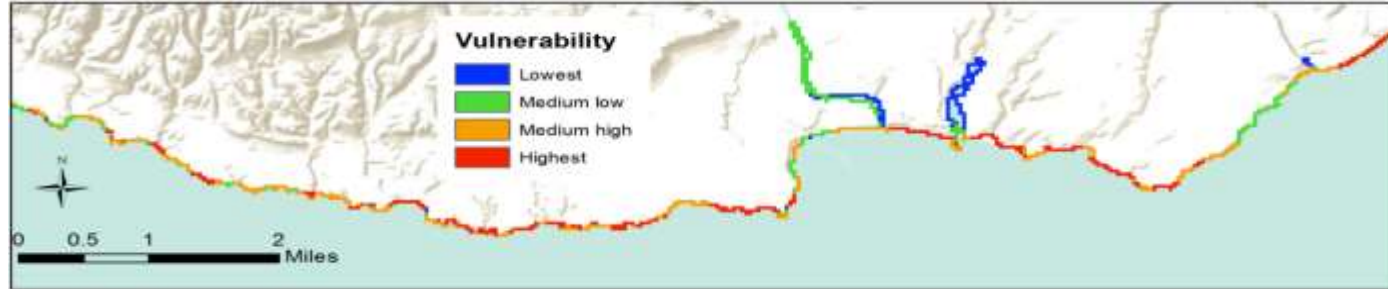 Vulnerability
Lowest
Medium low
Medium high
Highest
N
0 0.5 1 2
Miles